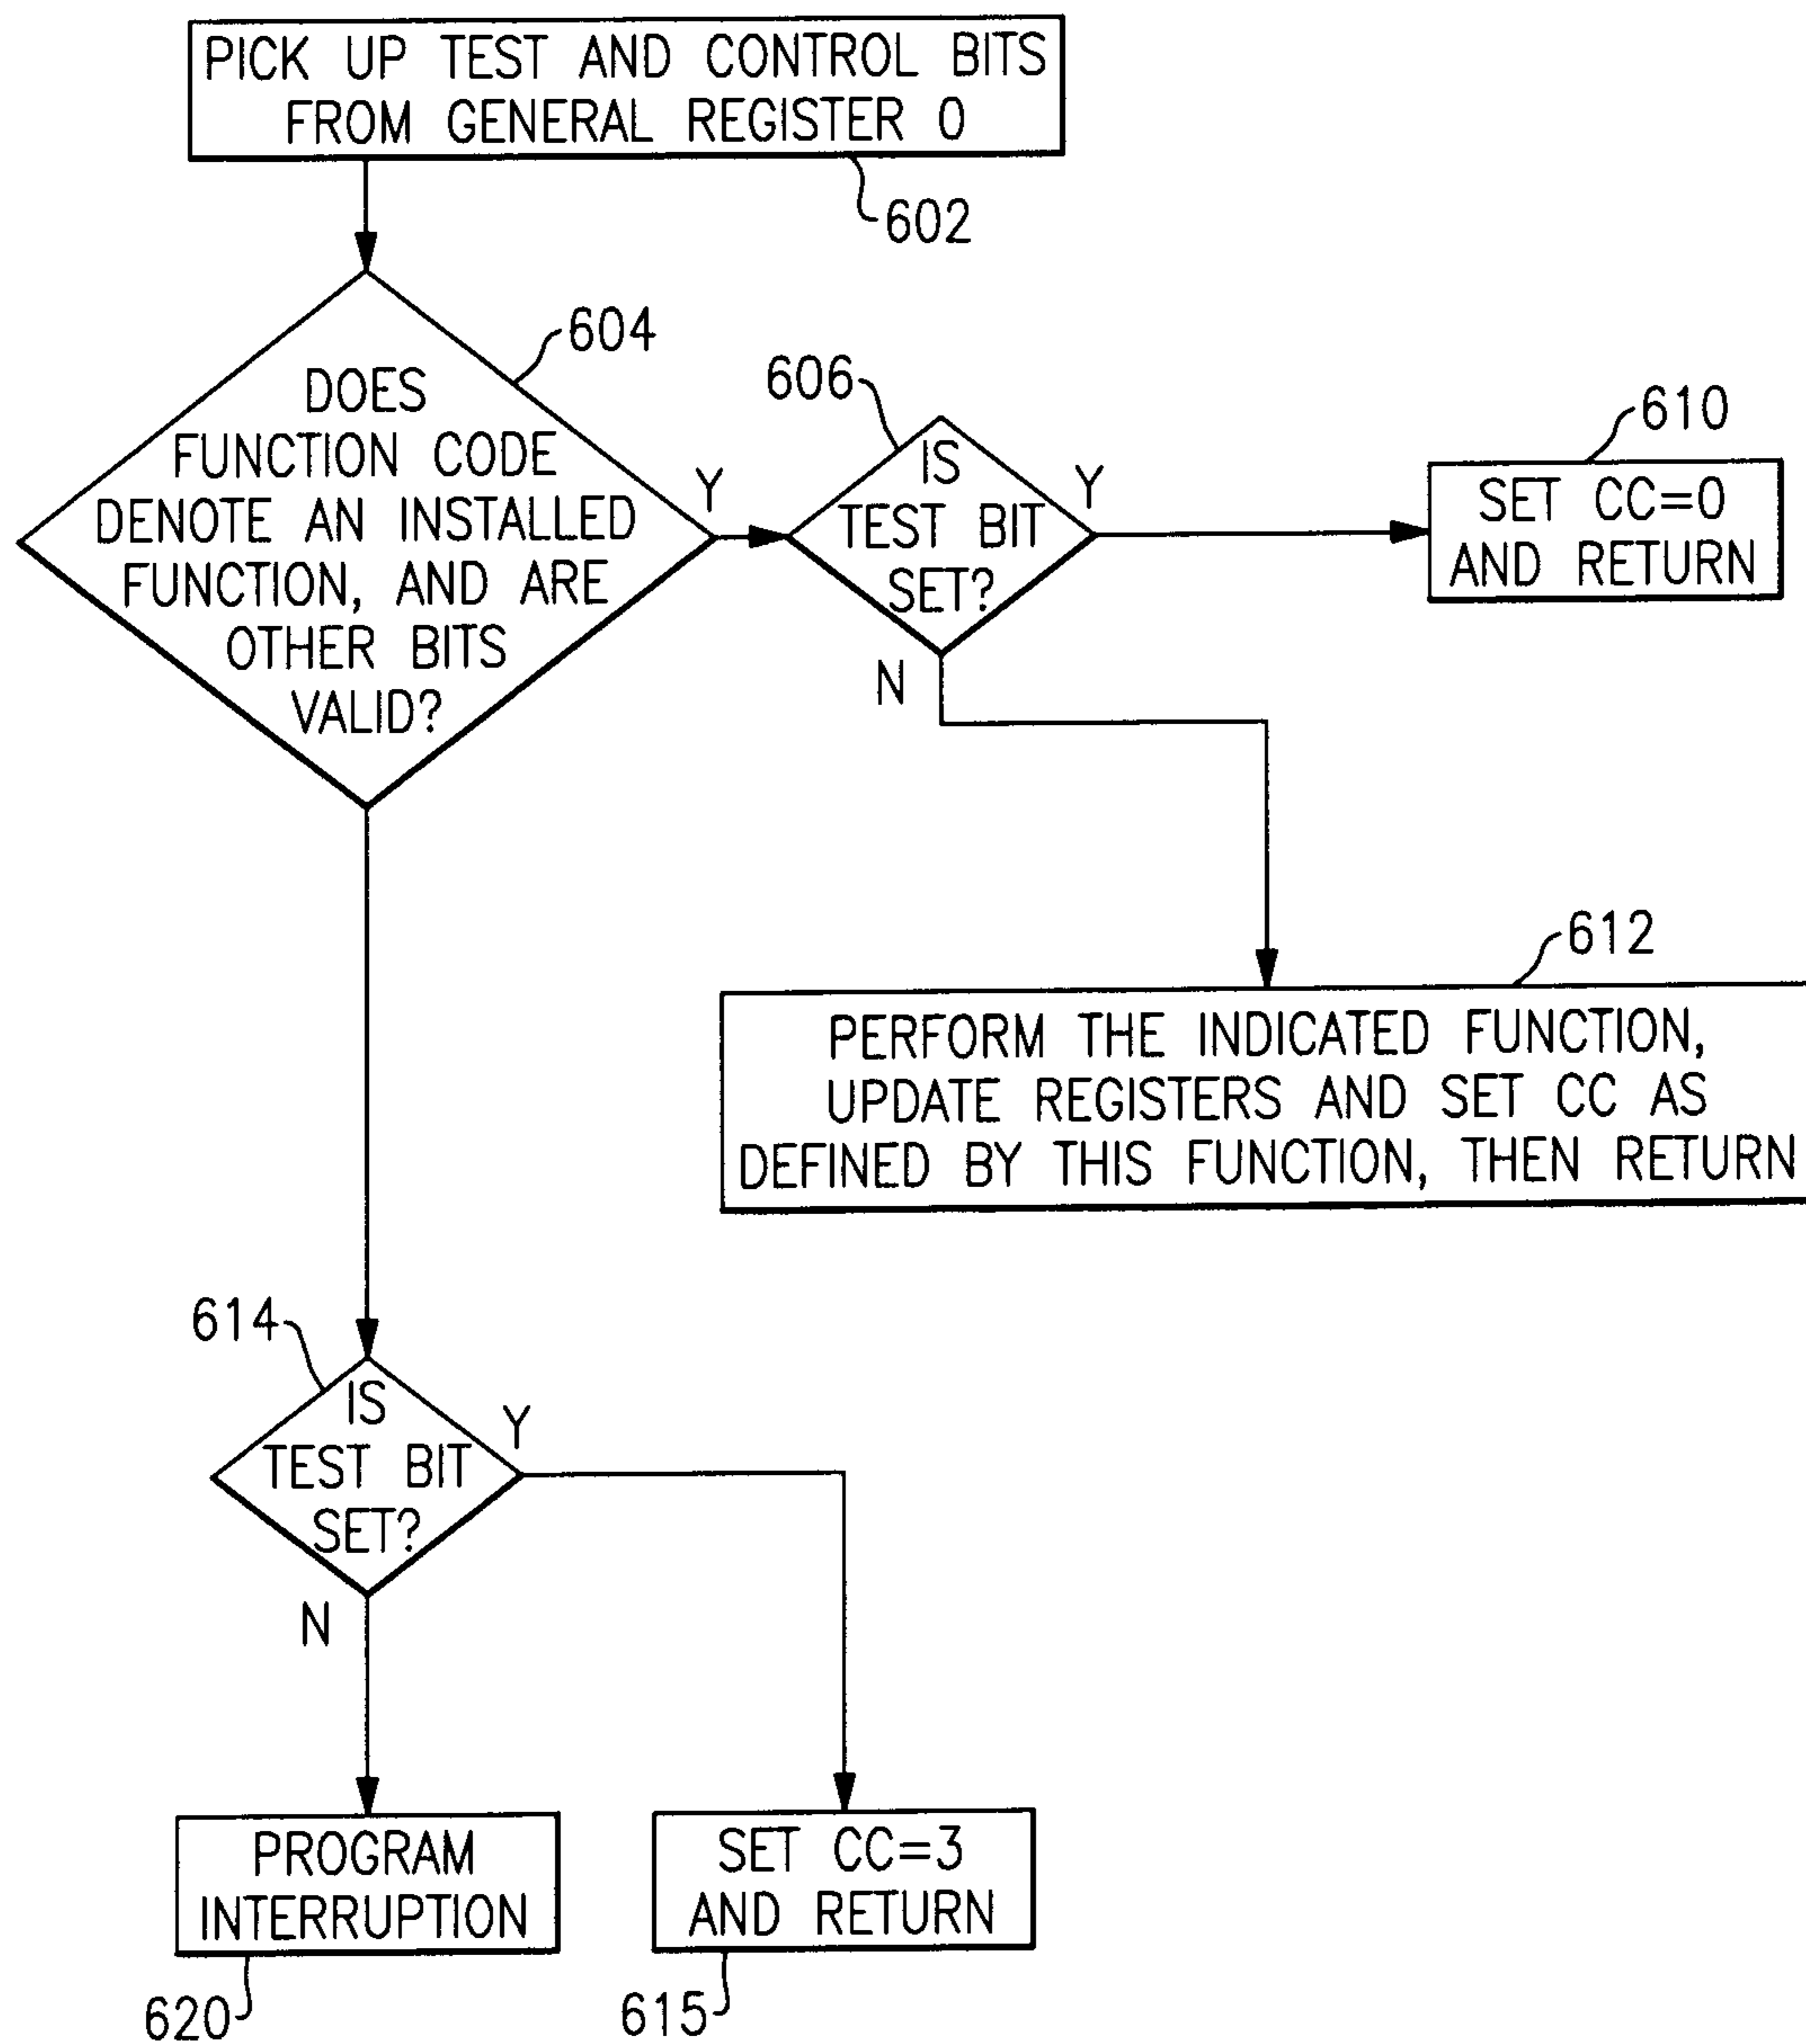 PICK UP TEST AND CONTROL BITS
FROM GENERAL REGISTER 0
602
604
DOES
FUNCTION CODE
DENOTE AN INSTALLED
FUNCTION, AND ARE
OTHER BITS
VALID?
Y
606
IS
TEST BIT
SET?
Y
N
610
SET CC=0
AND RETURN
612
PERFORM THE INDICATED FUNCTION,
UPDATE REGISTERS AND SET CC AS
DEFINED BY THIS FUNCTION, THEN RETURN
614
IS
TEST BIT
SET?
Y
N
PROGRAM
INTERRUPTION
620
SET CC=3
AND RETURN
615